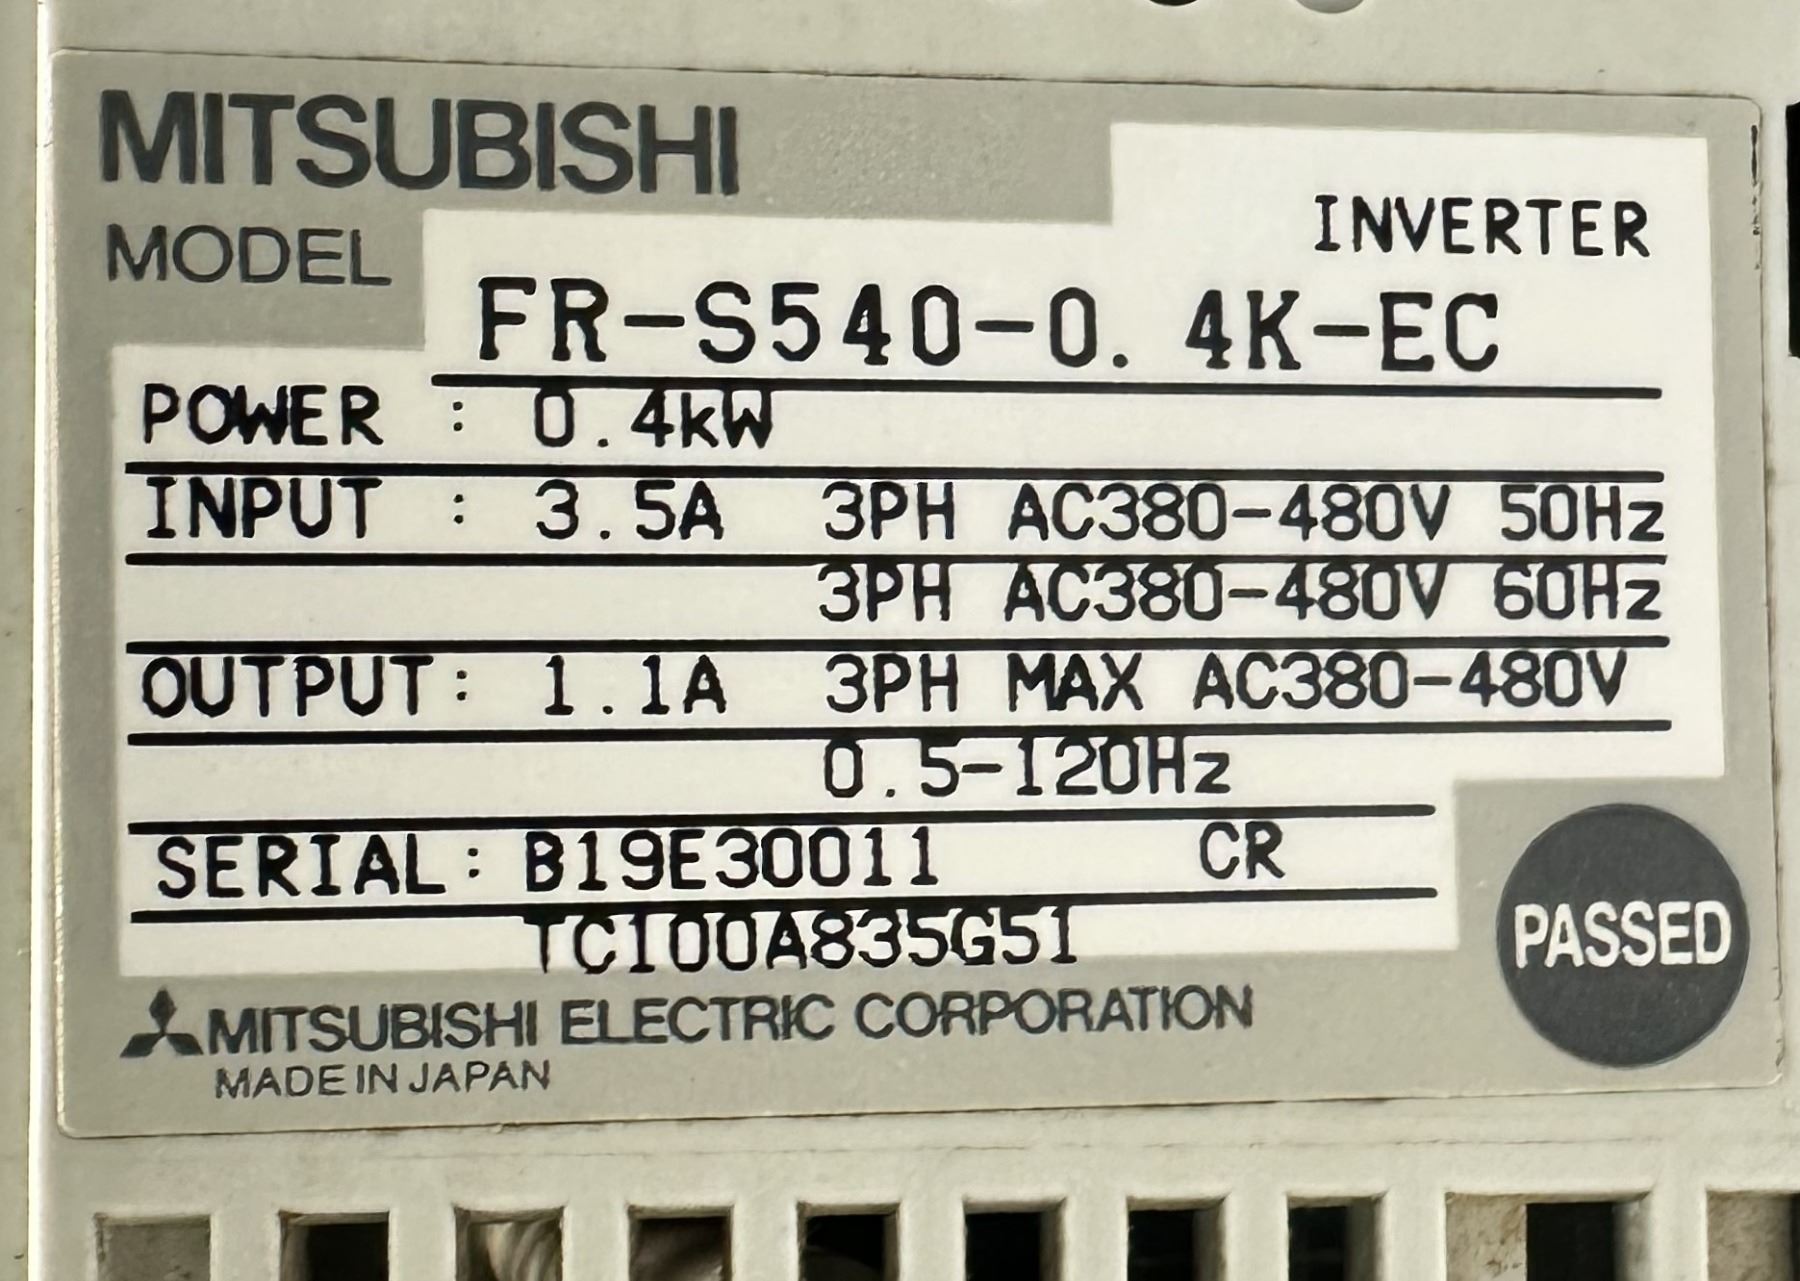 MITSUBISHI
INVERTER
MODEL FR-S540-0.4K-EC
POWER : 0.4kW
INPUT : 3.5A 3PH AC380-480V 50Hz
3PH AC380-480V 60Hz
OUTPUT: 1.1A 3PH MAX AC380-480V
0.5-120Hz
SERIAL: B19E30011 CR
TC100A835G51
PASSED
MITSUBISHI ELECTRIC CORPORATION
MADE IN JAPAN